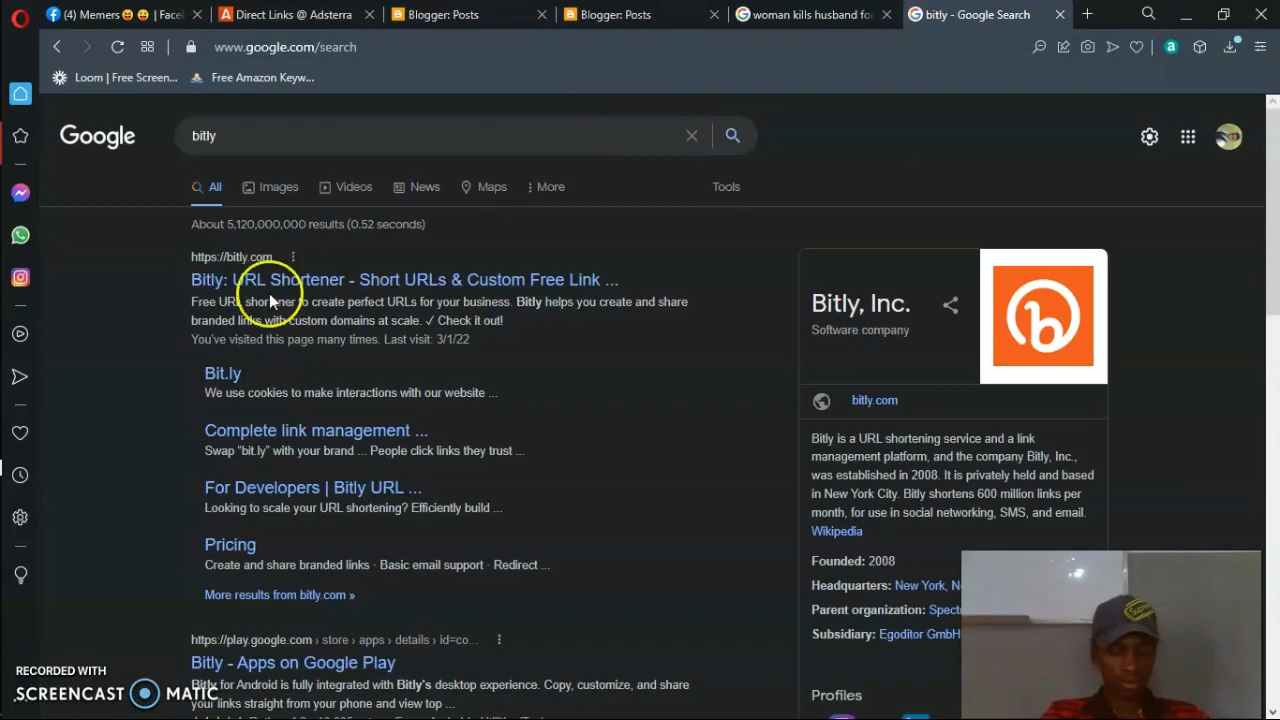 (4) Memers😀😀 | Facel
Direct Links @ Adsterra
Blogger: Posts
Blogger: Posts
woman kills husband for
bitly - Google Search
www.google.com/search
Loom | Free Screen...
Free Amazon Keyw...
Google
bitly
All
Images
Videos
News
Maps
More
Tools
About 5,120,000,000 results (0.52 seconds)
https://bitly.com
Bitly: URL Shortener - Short URLs & Custom Free Link ...
Free URL shortener to create perfect URLs for your business. Bitly helps you create and share
branded links with custom domains at scale. ✓ Check it out!
You've visited this page many times. Last visit: 3/1/22
Bit.ly
We use cookies to make interactions with our website ...
Complete link management ...
Swap “bit.ly” with your brand ... People click links they trust ...
For Developers | Bitly URL ...
Looking to scale your URL shortening? Efficiently build ...
Pricing
Create and share branded links · Basic email support · Redirect ...
More results from bitly.com »
https://play.google.com › store › apps › details › id=co...
Bitly - Apps on Google Play
Bitly for Android is fully integrated with Bitly's desktop experience. Copy, customize, and share
your links straight from your phone and view top ...
Bitly, Inc.
Software company
bitly.com
Bitly is a URL shortening service and a link
management platform, and the company Bitly, Inc.,
was established in 2008. It is privately held and based
in New York City. Bitly shortens 600 million links per
month, for use in social networking, SMS, and email.
Wikipedia
Founded: 2008
Headquarters: New York, N
Parent organization: Spect
Subsidiary: Egoditor GmbH
Profiles
RECORDED WITH
SCREENCAST MATIC